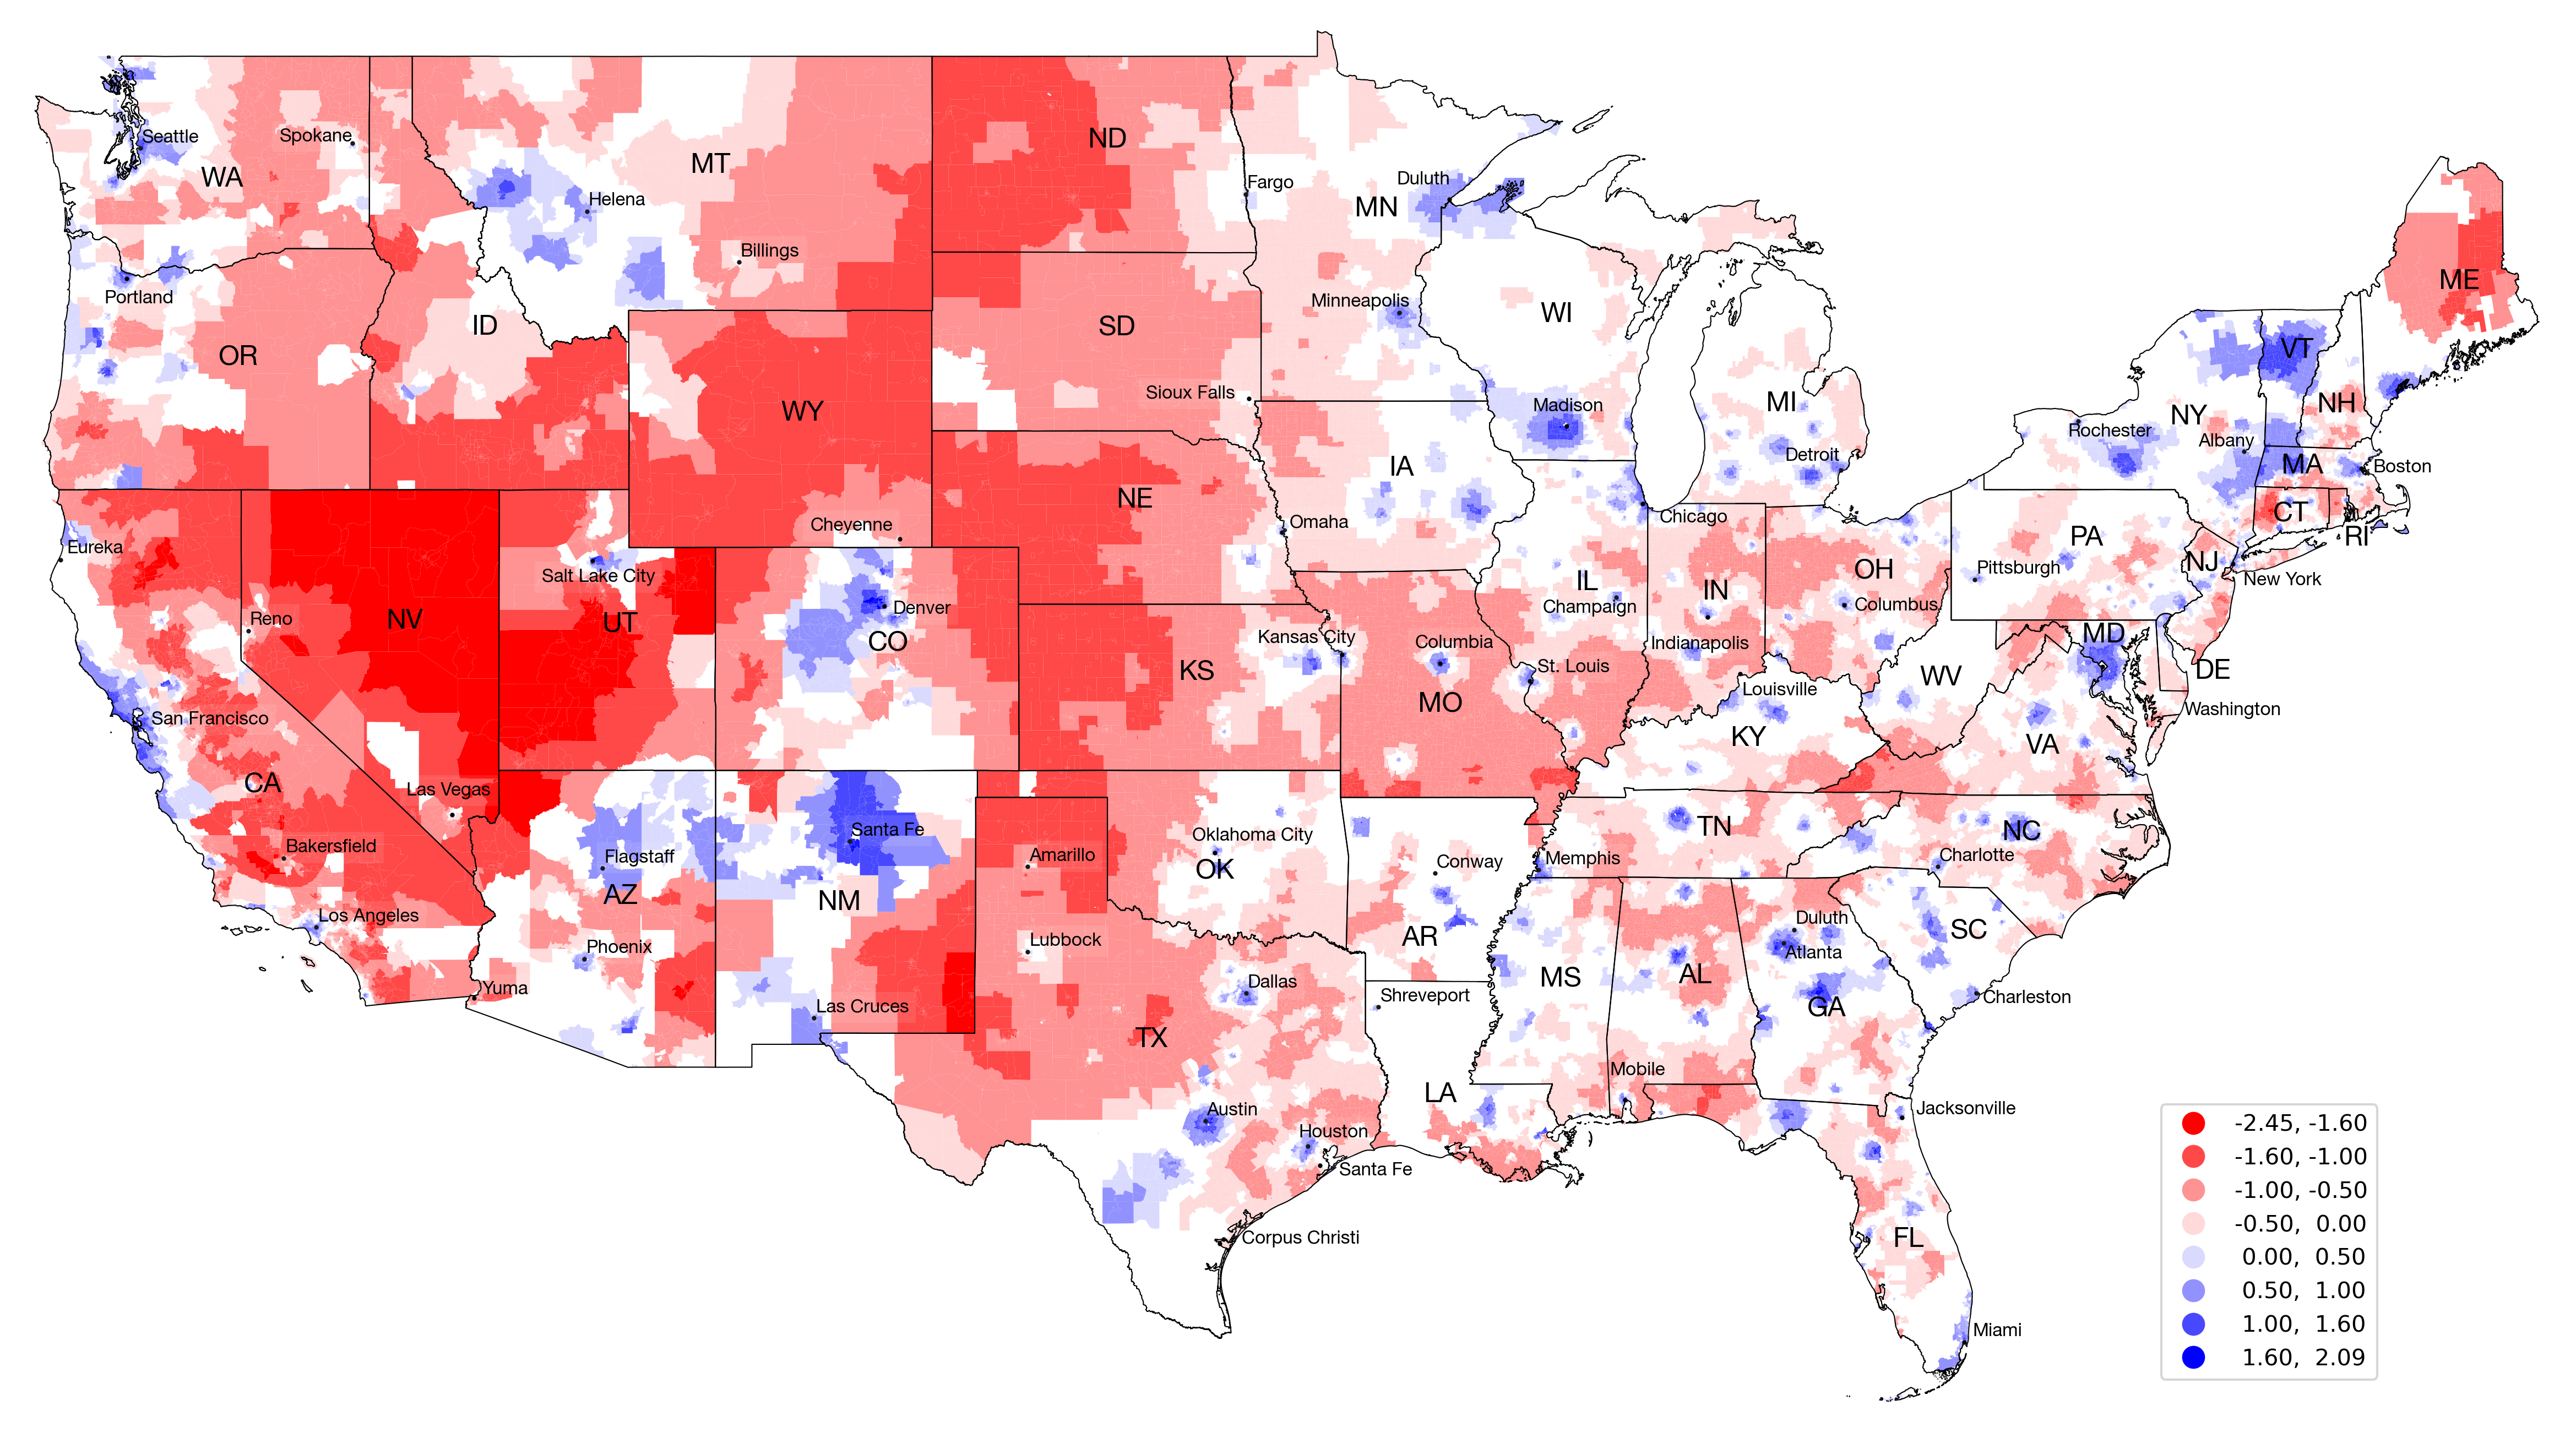 Seattle
Spokane
WA
MT
ND
Fargo
Duluth
MN
Helena
Billings
Portland
ID
OR
SD
Minneapolis
WI
ME
VT
WY
Sioux Falls
Madison
MI
NH
NY
Rochester
Albany
Detroit
MA
Boston
IA
NE
Cheyenne
Omaha
Chicago
CT
RI
PA
Eureka
Salt Lake City
Denver
IL
Champaign
IN
OH
Columbus
Pittsburgh
NJ
New York
Reno
NV
UT
CO
Kansas City
Columbia
Indianapolis
MD
KS
St. Louis
WV
DE
MO
Louisville
Washington
San Francisco
KY
VA
CA
Las Vegas
Bakersfield
Santa Fe
Oklahoma City
TN
NC
Flagstaff
Amarillo
OK
Conway
Memphis
Charlotte
AZ
NM
Los Angeles
Duluth
Phoenix
Lubbock
AR
Atlanta
SC
Yuma
Las Cruces
Dallas
Shreveport
MS
AL
GA
Charleston
TX
Mobile
LA
Austin
Jacksonville
Houston
Santa Fe
Corpus Christi
FL
Miami
-2.45, -1.60
-1.60, -1.00
-1.00, -0.50
-0.50, 0.00
0.00, 0.50
0.50, 1.00
1.00, 1.60
1.60, 2.09